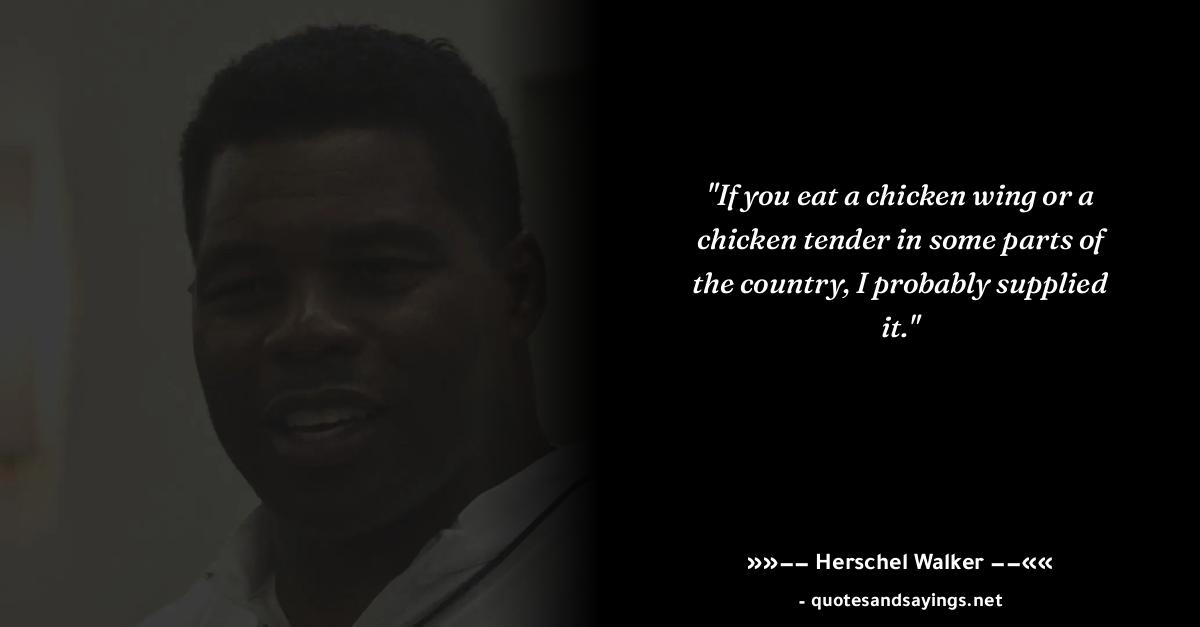 "If you eat a chicken wing or a
chicken tender in some parts of
the country, I probably supplied
it."
»»–– Herschel Walker ––««
- quotesandsayings.net